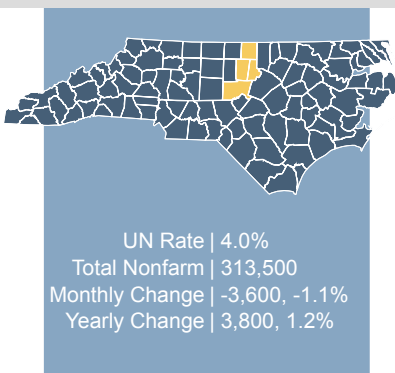 UN Rate | 4.0%
Total Nonfarm | 313,500
Monthly Change | -3,600, -1.1%
Yearly Change | 3,800, 1.2%